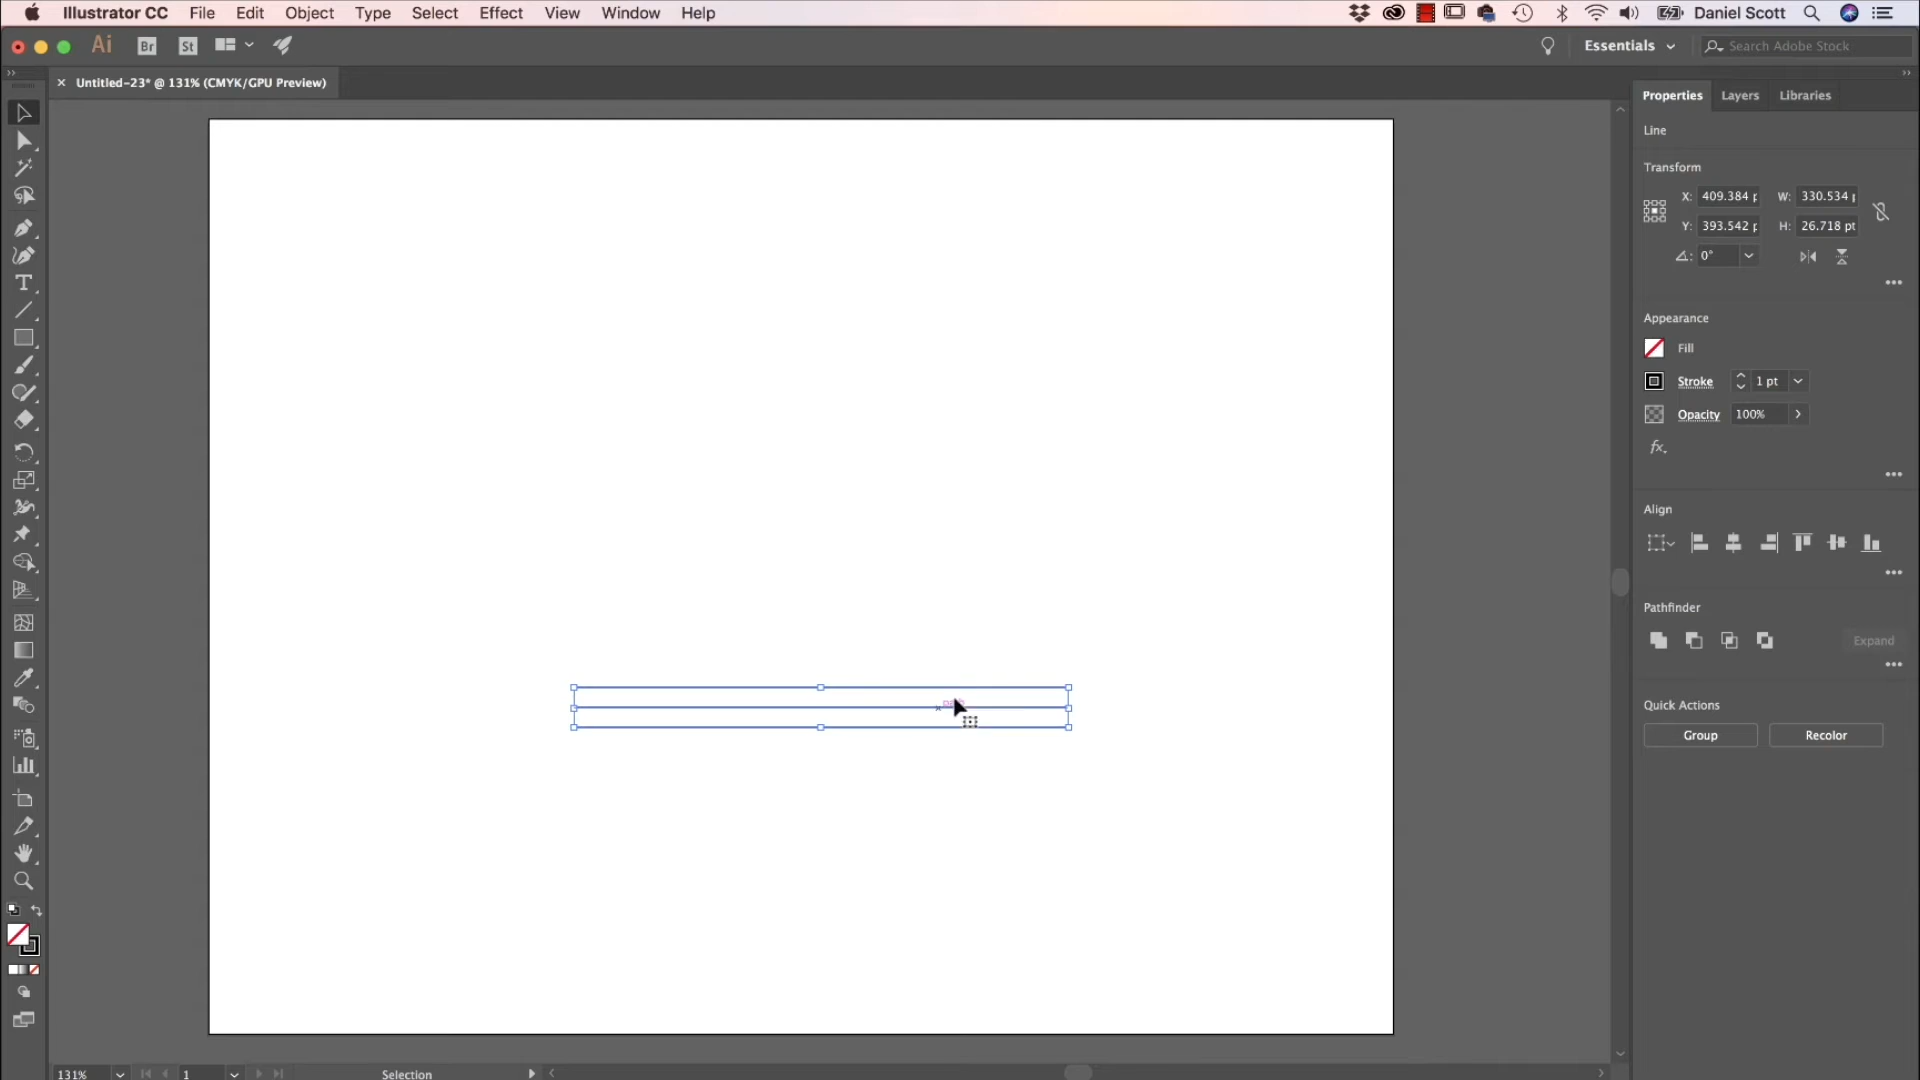 Illustrator CC File Edit Object Type Select Effect View Window Help Daniel Scott
Ai Br St Essentials Search Adobe Stock
× Untitled-23* @ 131% (CMYK/GPU Preview)
Properties Layers Libraries
Line
Transform
X: 409.384 p W: 330.534 p
Y: 393.542 p H: 26.718 pt
0°
Appearance
Fill
Stroke 1 pt
Opacity 100%
fx.
Align
Pathfinder
Expand
Quick Actions
Group Recolor
131% 1 Selection